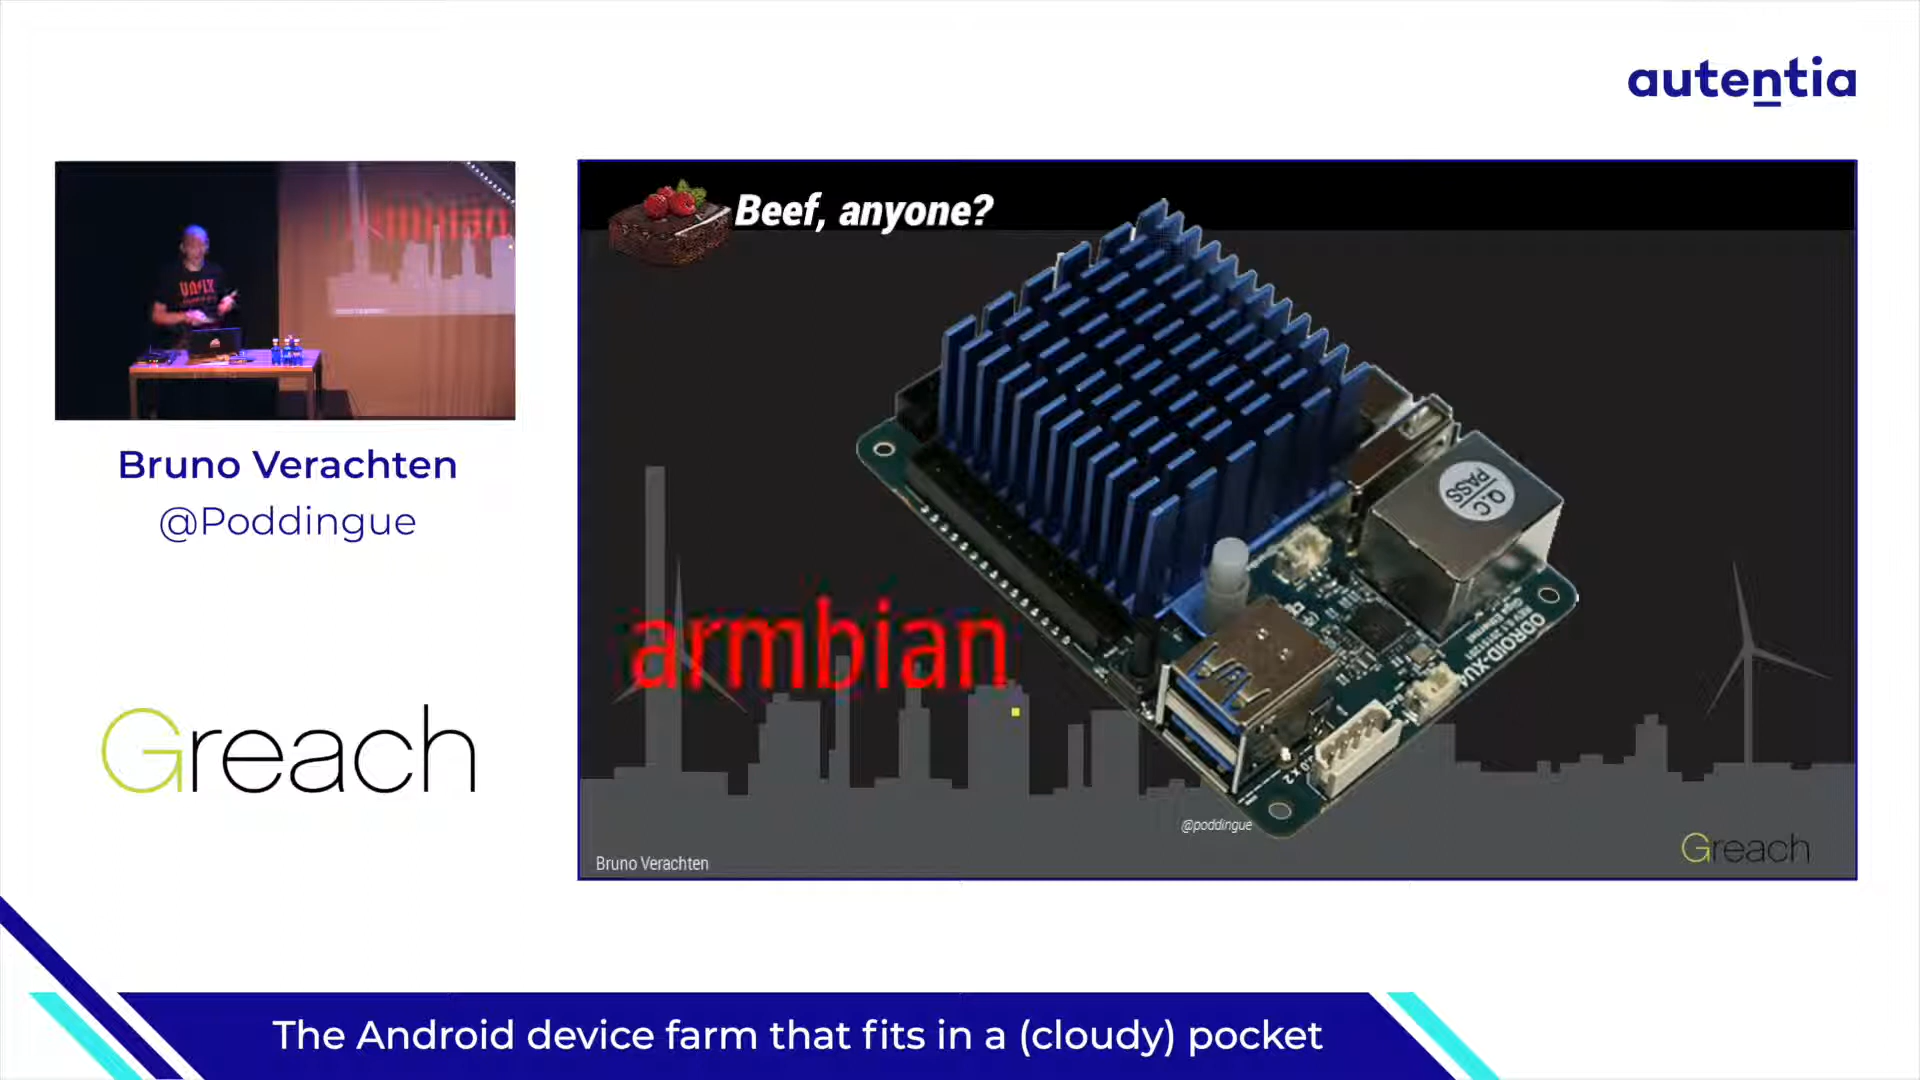 autentia
Beef, anyone?
Bruno Verachten
@Poddingue
armbian
Q.C
PASS
ODROID-XU4
Greach
@poddingue
Bruno Verachten
Greach
The Android device farm that fits in a (cloudy) pocket